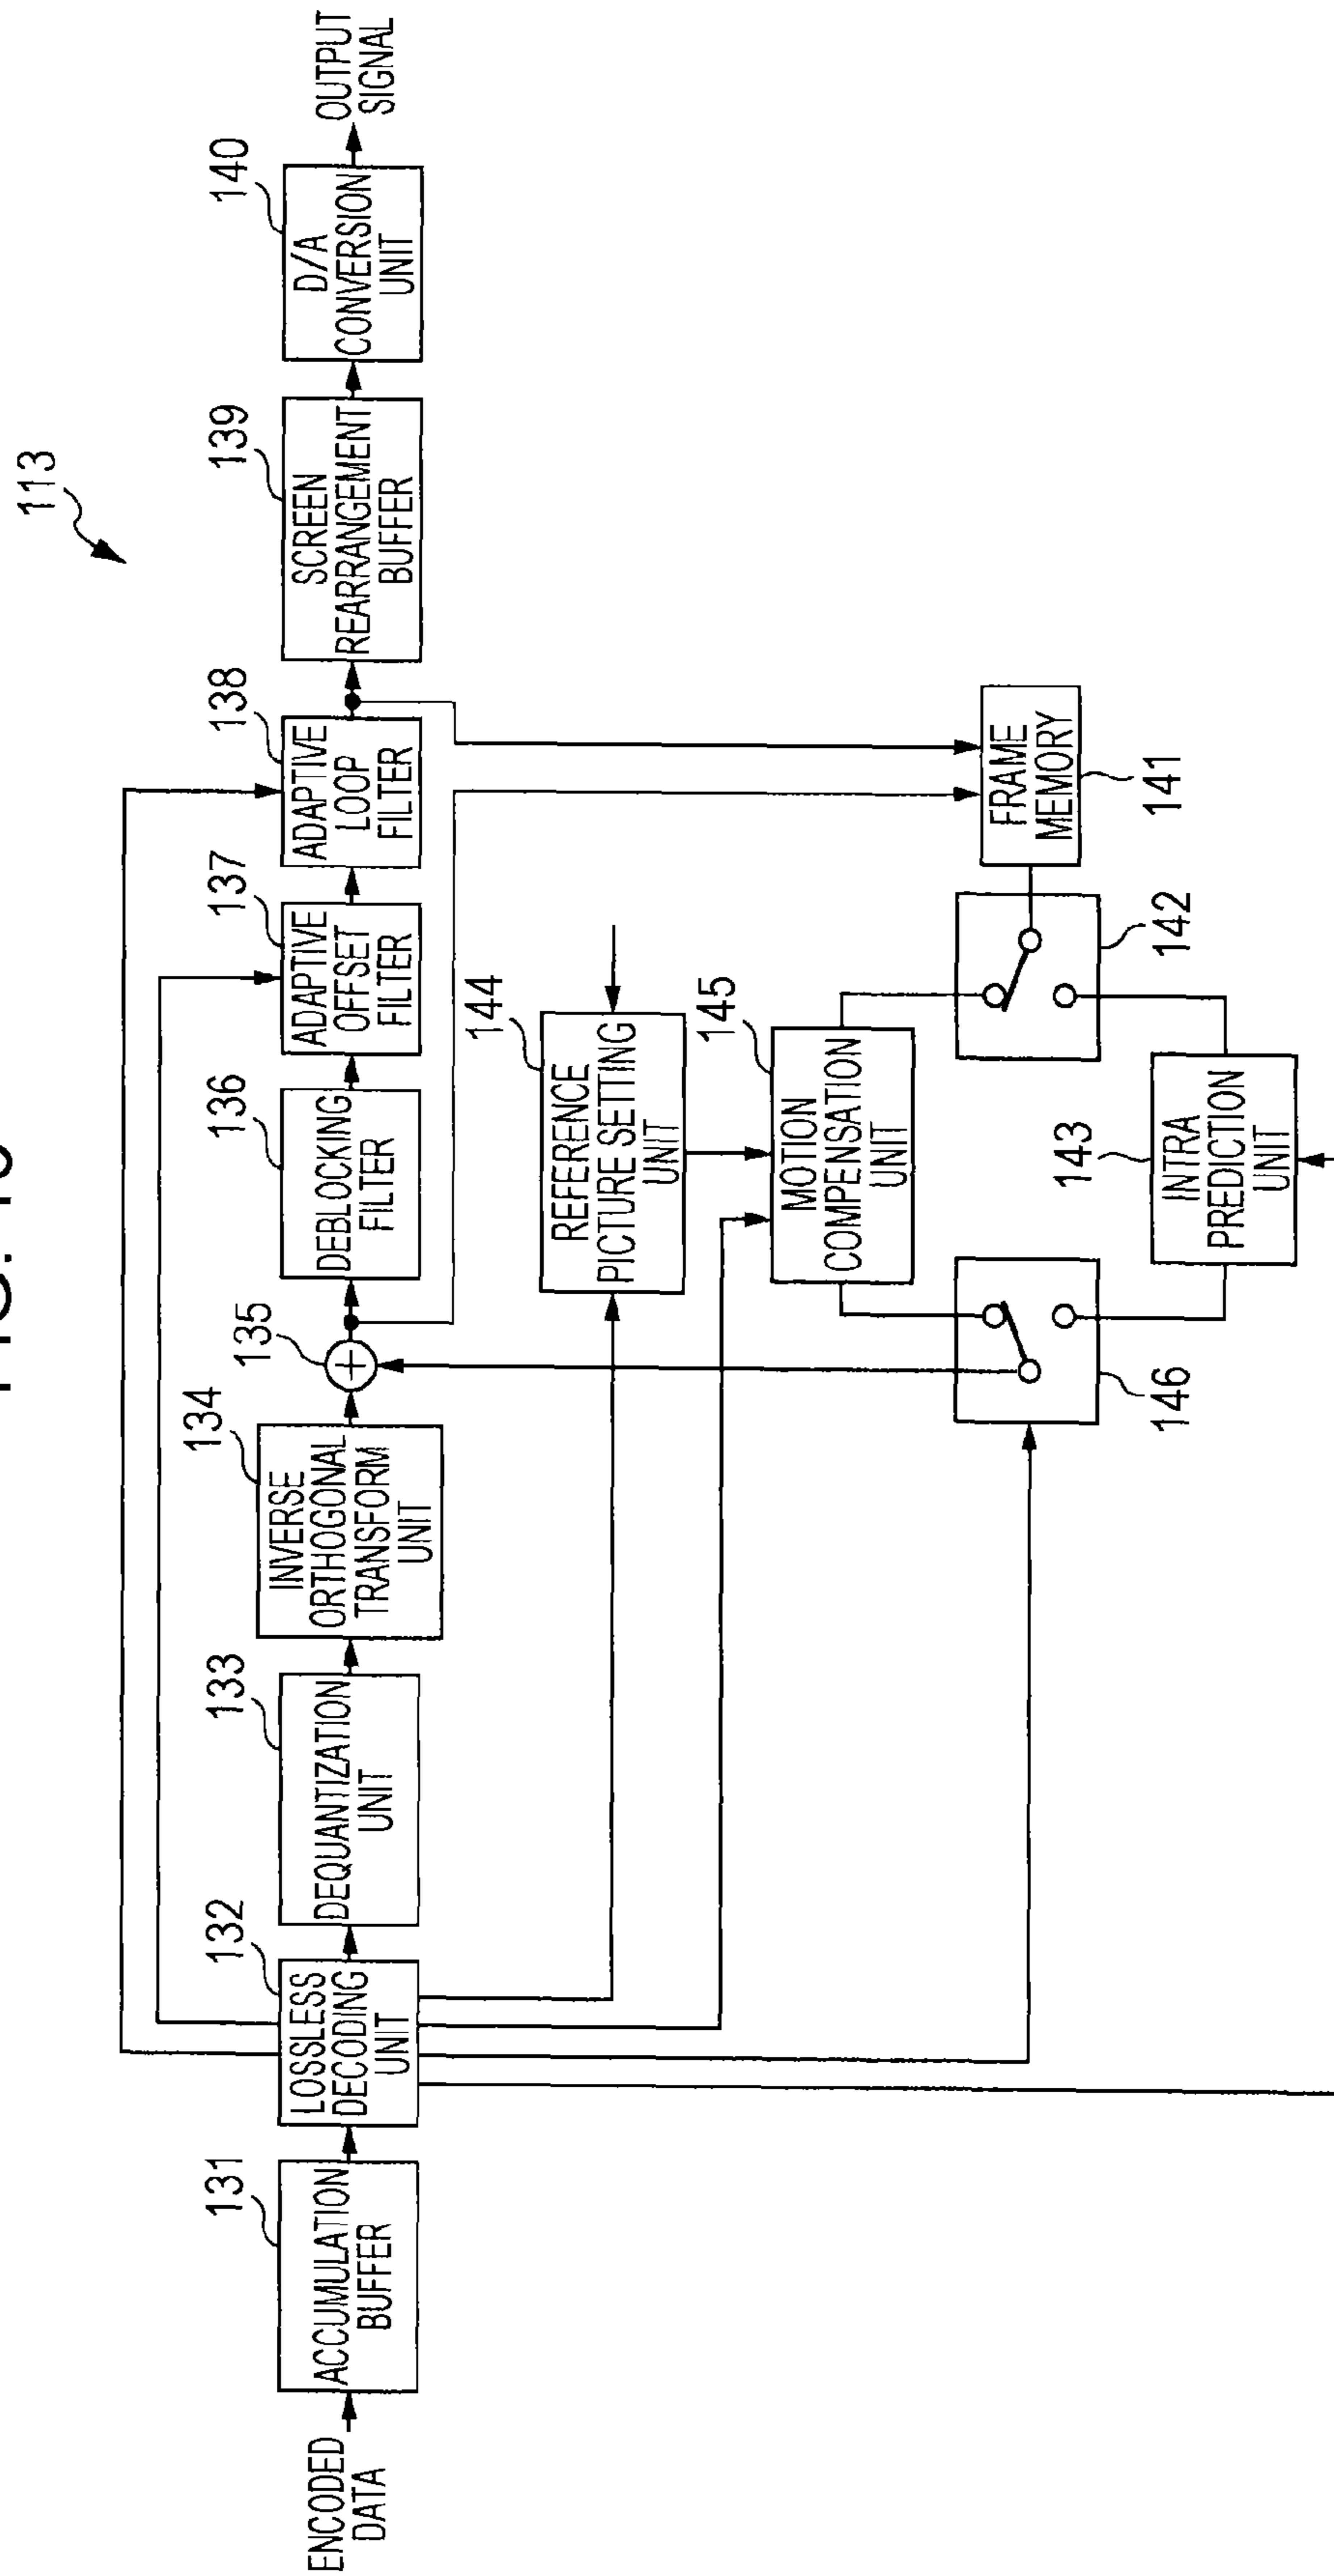 113
ENCODED
DATA
131
ACCUMULATION
BUFFER
132
LOSSLESS
DECODING
UNIT
133
DEQUANTIZATION
UNIT
134
INVERSE
ORTHOGONAL
TRANSFORM
UNIT
135
136
DEBLOCKING
FILTER
137
ADAPTIVE
OFFSET
FILTER
138
ADAPTIVE
LOOP
FILTER
139
SCREEN
REARRANGEMENT
BUFFER
140
D/A
CONVERSION
UNIT
OUTPUT
SIGNAL
144
REFERENCE
PICTURE SETTING
UNIT
145
MOTION
COMPENSATION
UNIT
FRAME
MEMORY
141
142
146
143
INTRA
PREDICTION
UNIT